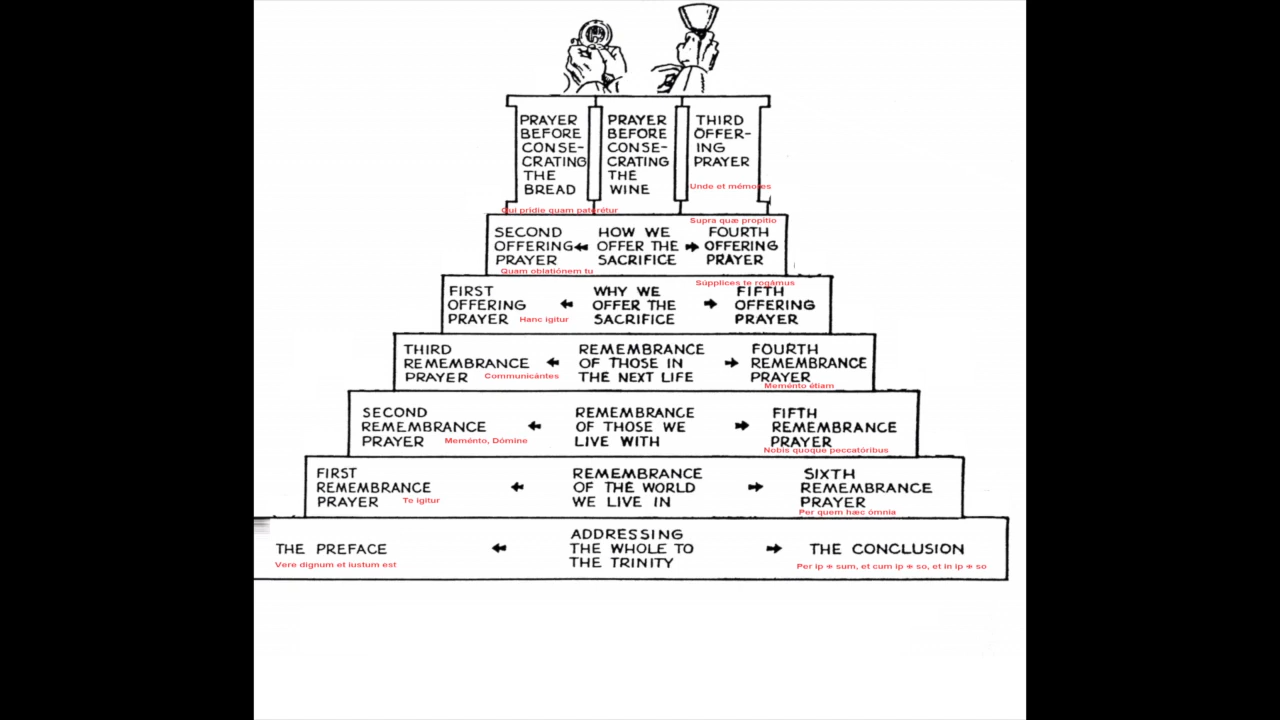 PRAYER
BEFORE
CONSE-
CRATING
THE
BREAD
Qui prídie quam paterétur
PRAYER
BEFORE
CONSE-
CRATING
THE
WINE
THIRD
OFFER-
ING
PRAYER
Unde et mémores
SECOND
OFFERING
PRAYER
Quam oblatiónem tu
HOW WE
OFFER THE
SACRIFICE
Supra quæ propitio
FOURTH
OFFERING
PRAYER
FIRST
OFFERING
PRAYER Hanc igitur
WHY WE
OFFER THE
SACRIFICE
Súpplices te rogámus
FIFTH
OFFERING
PRAYER
THIRD
REMEMBRANCE
PRAYER Communicántes
REMEMBRANCE
OF THOSE IN
THE NEXT LIFE
FOURTH
REMEMBRANCE
PRAYER
Meménto étiam
SECOND
REMEMBRANCE
PRAYER Meménto, Dómine
REMEMBRANCE
OF THOSE WE
LIVE WITH
FIFTH
REMEMBRANCE
PRAYER
Nobis quoque peccatóribus
FIRST
REMEMBRANCE
PRAYER Te igitur
REMEMBRANCE
OF THE WORLD
WE LIVE IN
SIXTH
REMEMBRANCE
PRAYER
Per quem hæc ómnia
THE PREFACE
Vere dignum et iustum est
ADDRESSING
THE WHOLE TO
THE TRINITY
THE CONCLUSION
Per ip ✠ sum, et cum ip ✠ so, et in ip ✠ so